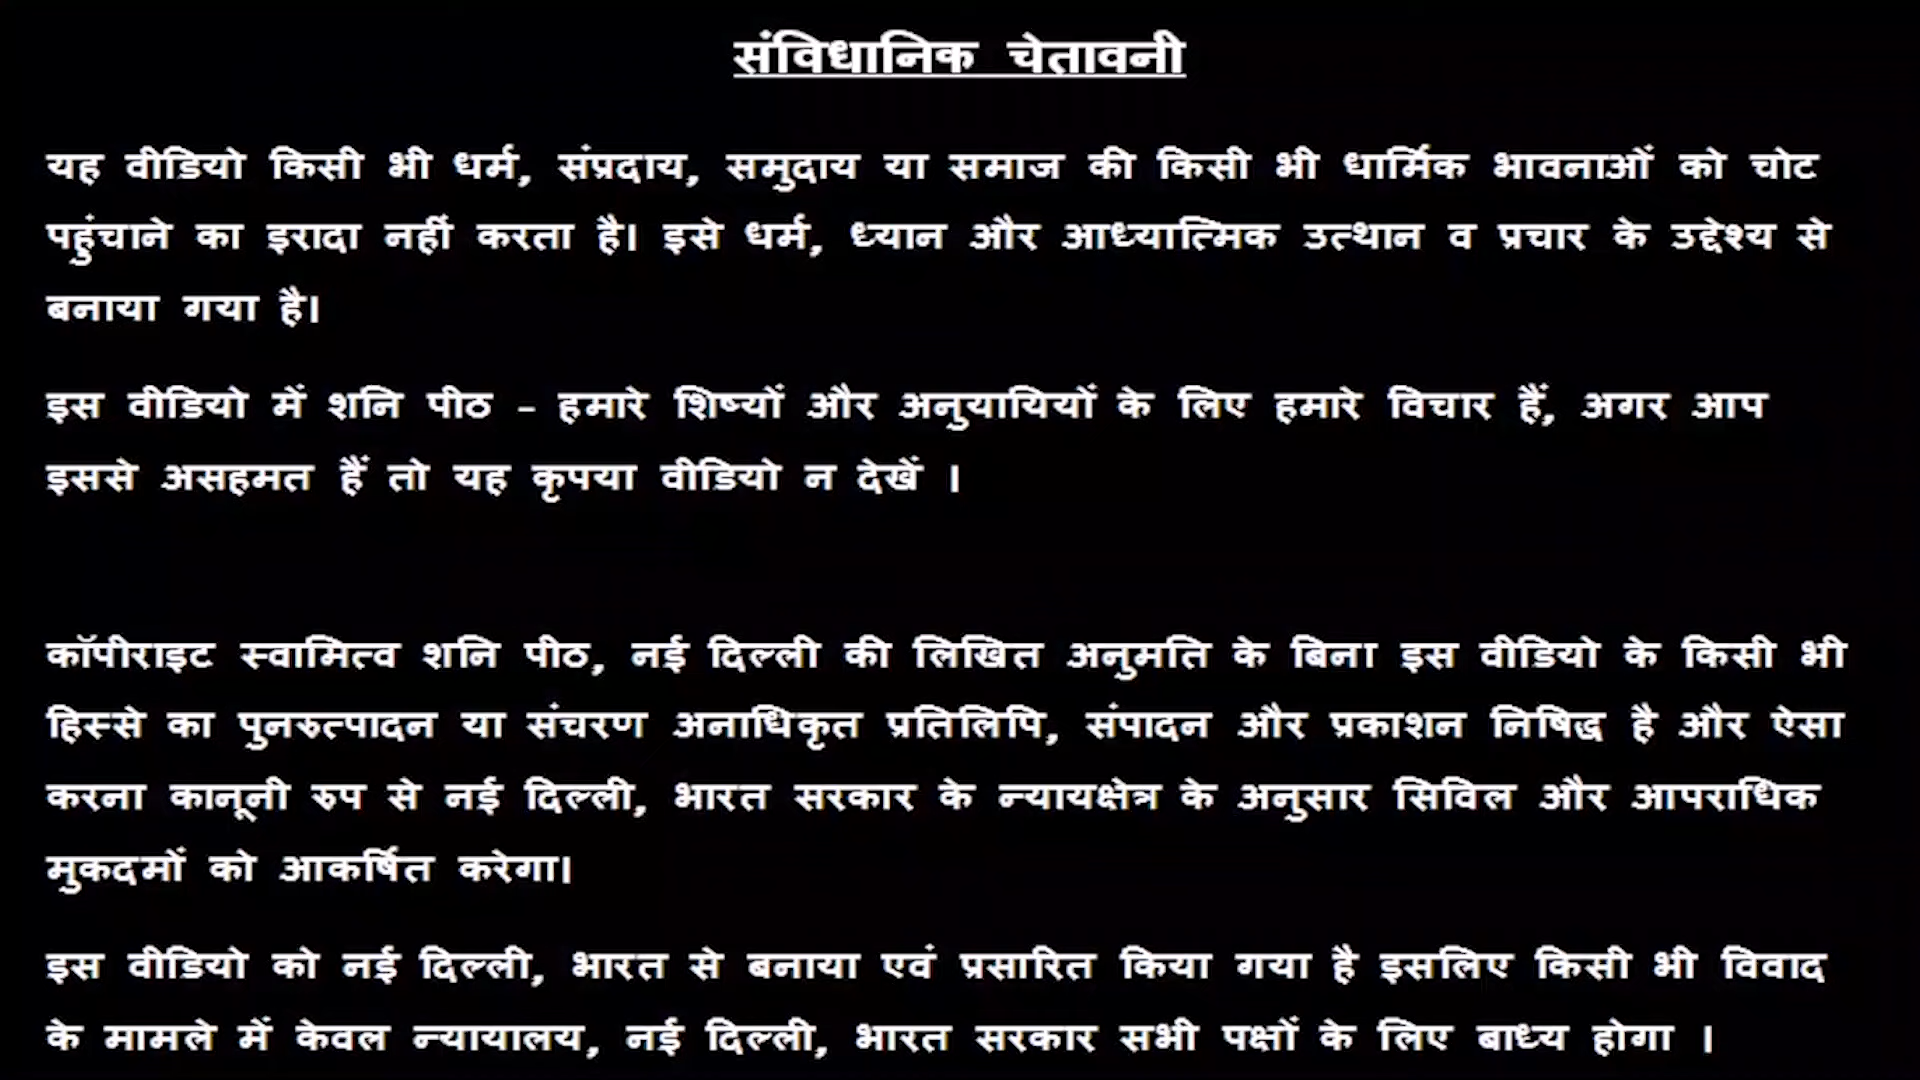 संविधानिक चेतावनी
यह वीडियो किसी भी धर्म, संप्रदाय, समुदाय या समाज की किसी भी धार्मिक भावनाओं को चोट
पहुंचाने का इरादा नहीं करता है। इसे धर्म, ध्यान और आध्यात्मिक उत्थान व प्रचार के उद्देश्य से
बनाया गया है।
इस वीडियो में शनि पीठ – हमारे शिष्यों और अनुयायियों के लिए हमारे विचार हैं, अगर आप
इससे असहमत हैं तो यह कृपया वीडियो न देखें ।
कॉपीराइट स्वामित्व शनि पीठ, नई दिल्ली की लिखित अनुमति के बिना इस वीडियो के किसी भी
हिस्से का पुनरुत्पादन या संचरण अनाधिकृत प्रतिलिपि, संपादन और प्रकाशन निषिद्ध है और ऐसा
करना कानूनी रुप से नई दिल्ली, भारत सरकार के न्यायक्षेत्र के अनुसार सिविल और आपराधिक
मुकदमों को आकर्षित करेगा।
इस वीडियो को नई दिल्ली, भारत से बनाया एवं प्रसारित किया गया है इसलिए किसी भी विवाद
के मामले में केवल न्यायालय, नई दिल्ली, भारत सरकार सभी पक्षों के लिए बाध्य होगा ।